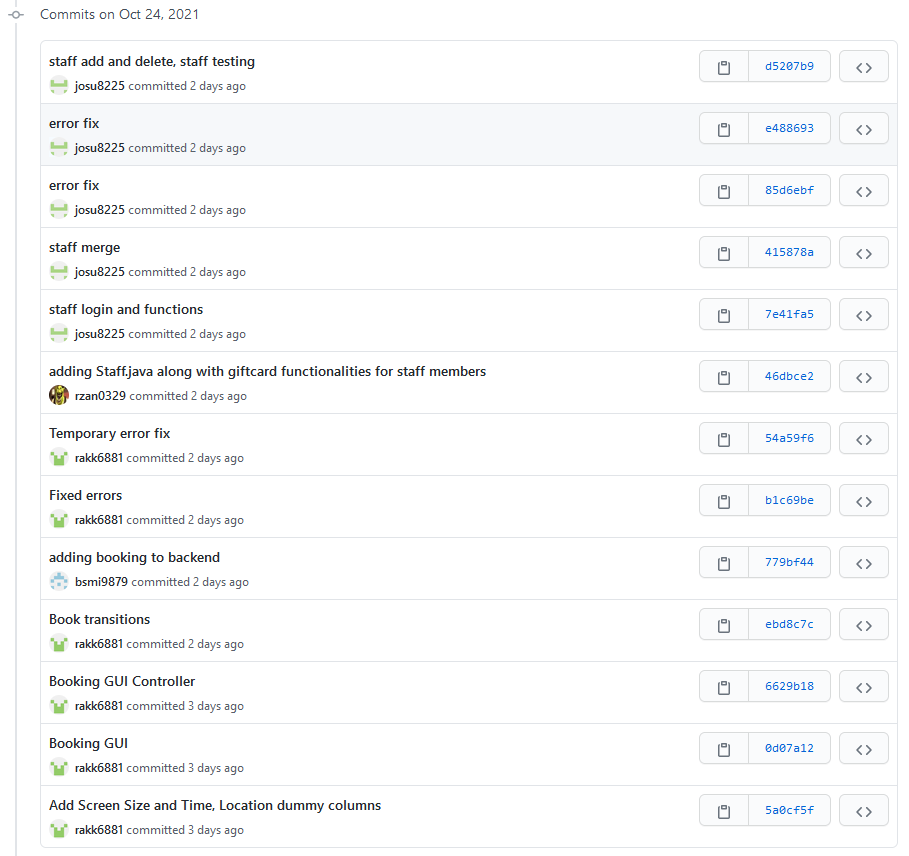 Commits on Oct 24, 2021
staff add and delete, staff testing
d5207b9
josu8225 committed 2 days ago
error fix
e488693
josu8225 committed 2 days ago
error fix
85d6ebf
josu8225 committed 2 days ago
staff merge
415878a
josu8225 committed 2 days ago
staff login and functions
7e41fa5
josu8225 committed 2 days ago
adding Staff.java along with giftcard functionalities for staff members
46dbce2
rzan0329 committed 2 days ago
Temporary error fix
54a59f6
rakk6881 committed 2 days ago
Fixed errors
b1c69be
rakk6881 committed 2 days ago
adding booking to backend
779bf44
bsmi9879 committed 2 days ago
Book transitions
ebd8c7c
rakk6881 committed 2 days ago
Booking GUI Controller
6629b18
rakk6881 committed 3 days ago
Booking GUI
0d07a12
rakk6881 committed 3 days ago
Add Screen Size and Time, Location dummy columns
5a0cf5f
rakk6881 committed 3 days ago